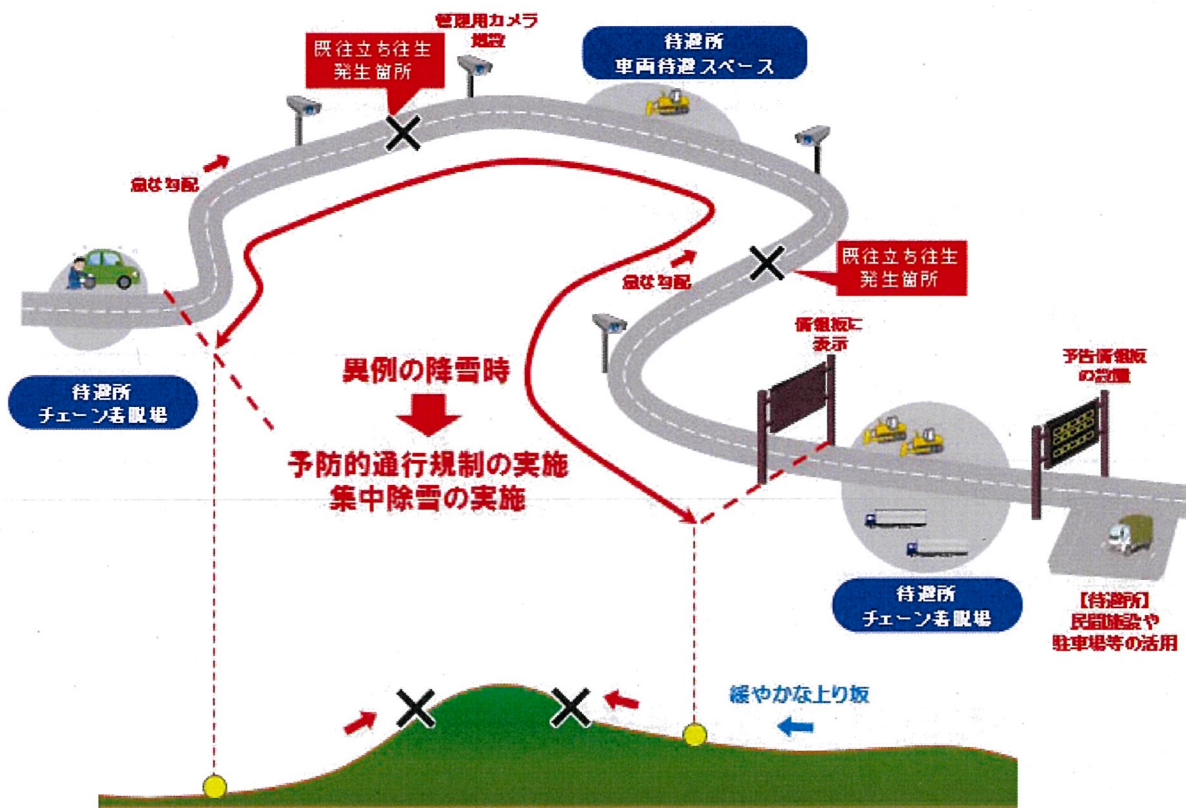 管理用カメラ
増設
既往立ち往生
発生箇所
待避所
車両待避スペース
急な勾配
急な勾配
既往立ち往生
発生箇所
情報板に
表示
予告情報板
の設置
待避所
チェーン着脱場
異例の降雪時
予防的通行規制の実施
集中除雪の実施
待避所
チェーン着脱場
【待避所】
民間施設や
駐車場等の活用
緩やかな上り坂